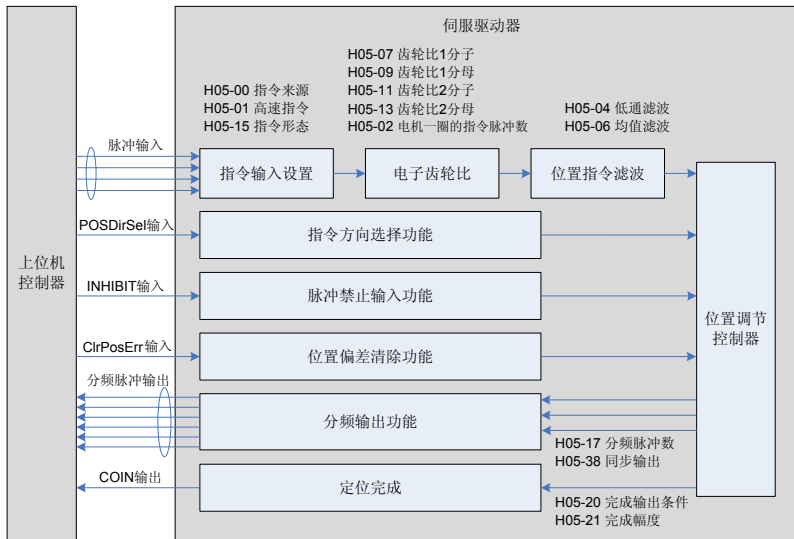 伺服驱动器
H05-07 齿轮比1分子
H05-09 齿轮比1分母
H05-11 齿轮比2分子
H05-13 齿轮比2分母
H05-02 电机一圈的指令脉冲数
H05-00 指令来源
H05-01 高速指令
H05-15 指令形态
H05-04 低通滤波
H05-06 均值滤波
脉冲输入
指令输入设置
电子齿轮比
位置指令滤波
POSDirSel输入
指令方向选择功能
上位机
控制器
INHIBIT输入
脉冲禁止输入功能
位置调节
控制器
ClrPosErr输入
位置偏差清除功能
分频脉冲输出
分频输出功能
H05-17 分频脉冲数
H05-38 同步输出
COIN输出
定位完成
H05-20 完成输出条件
H05-21 完成幅度